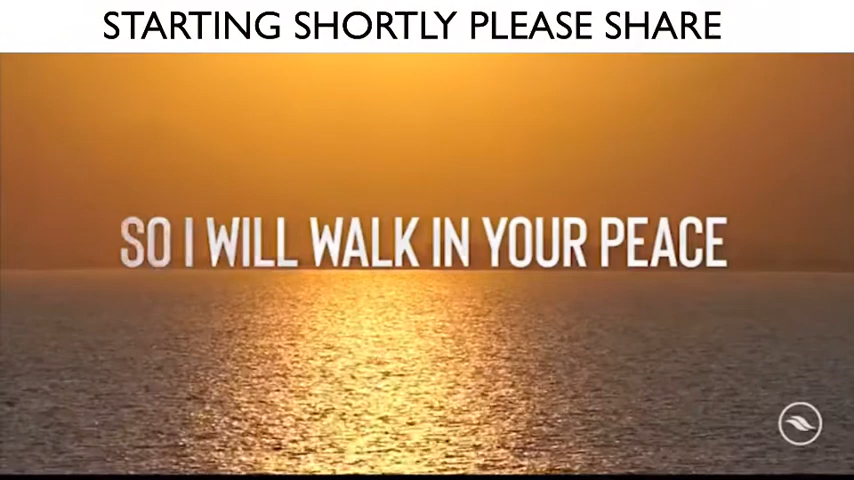 STARTING SHORTLY PLEASE SHARE
SO I WILL WALK IN YOUR PEACE